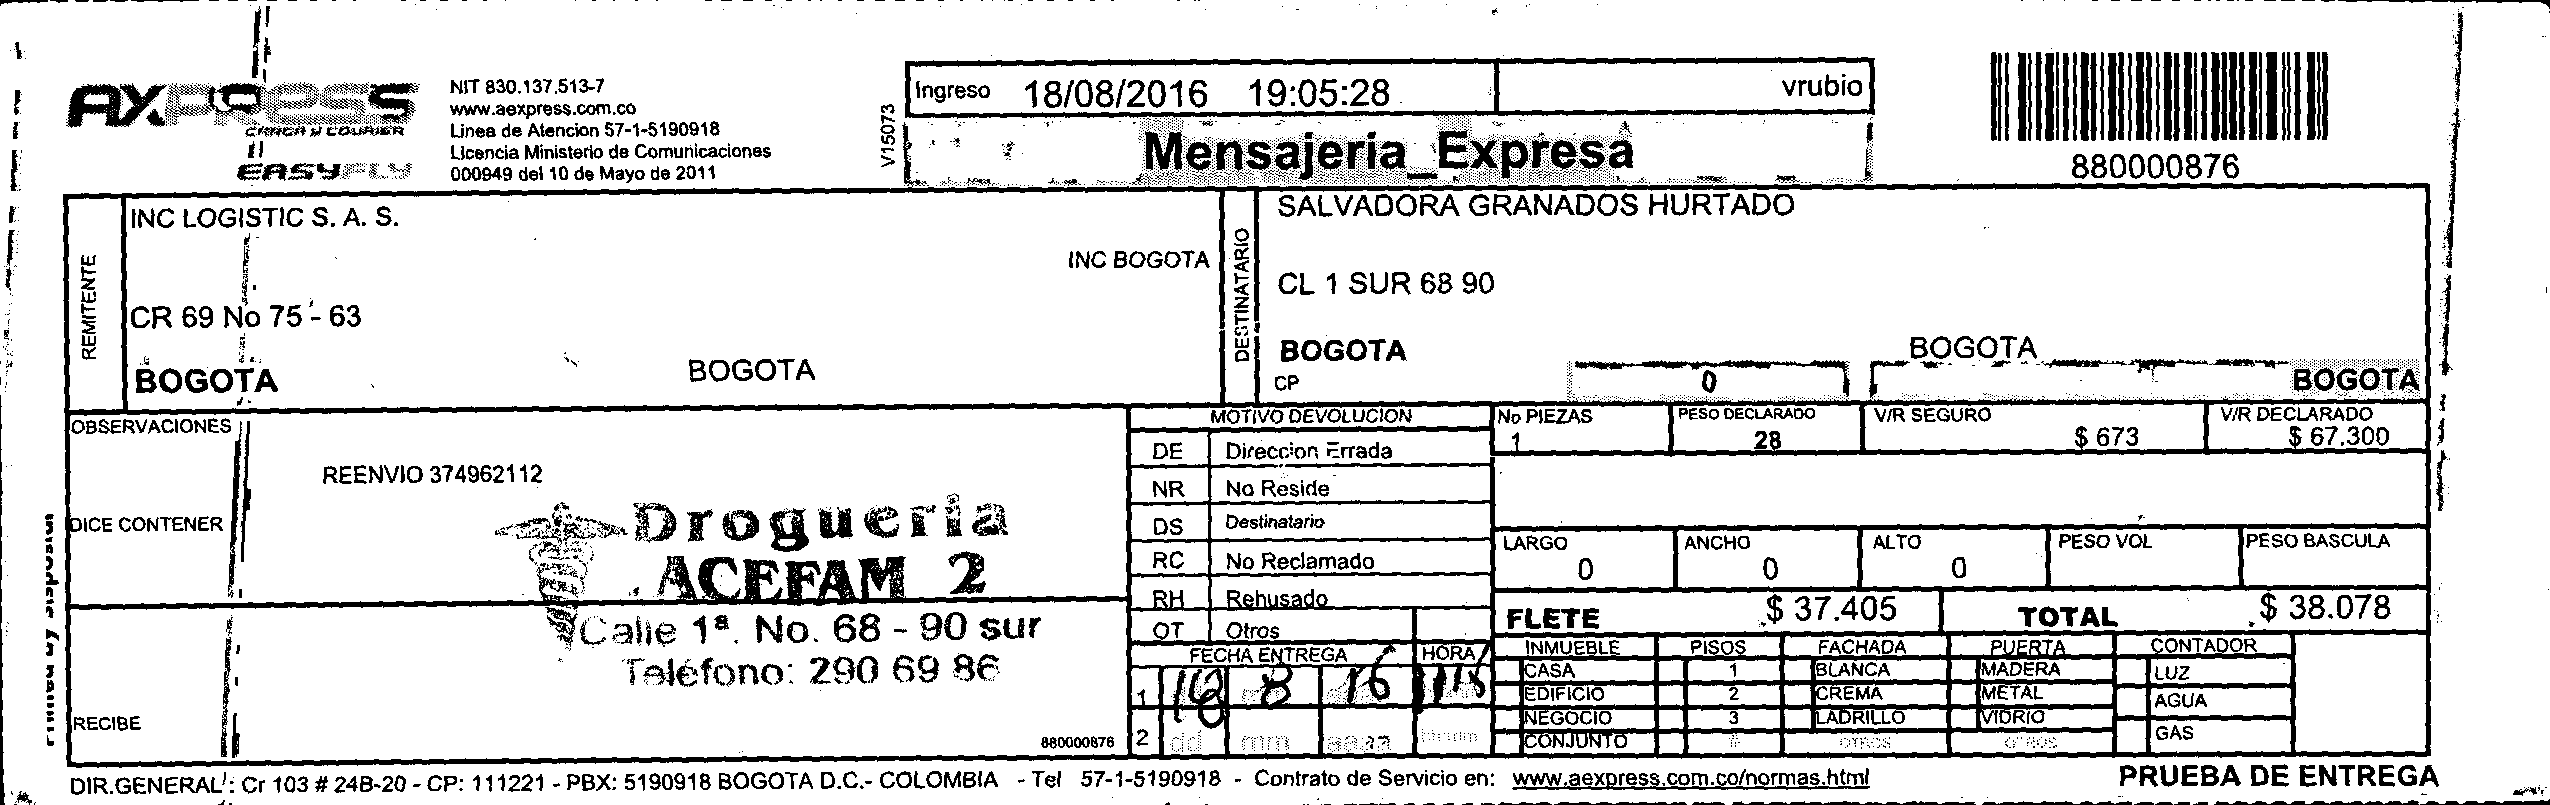 AXPRESS
CARGA Y COURIER
EASYFLY
NIT 830.137.513-7
www.aexpress.com.co
Linea de Atencion 57-1-5190918
Licencia Ministerio de Comunicaciones
000949 del 10 de Mayo de 2011
V15073
Ingreso 18/08/2016 19:05:28 vrubio
Mensajeria_Expresa
880000876
REMITENTE
INC LOGISTIC S. A. S.
INC BOGOTA
CR 69 No 75 - 63
BOGOTA BOGOTA
DESTINATARIO
SALVADORA GRANADOS HURTADO
CL 1 SUR 68 90
BOGOTA BOGOTA
CP 0 BOGOTA
OBSERVACIONES
REENVIO 374962112
DICE CONTENER
Drogueria
ACEFAM 2
Calle 1ª. No. 68 - 90 sur
Teléfono: 290 69 86
RECIBE
880000876
MOTIVO DEVOLUCION
DE Direccion Errada
NR No Reside
DS Destinatario
RC No Reclamado
RH Rehusado
OT Otros
FECHA ENTREGA HORA
1 8 16
2 dd mm aaaa
No PIEZAS PESO DECLARADO V/R SEGURO V/R DECLARADO
1 28 $ 673 $ 67.300
LARGO ANCHO ALTO PESO VOL PESO BASCULA
0 0 0
FLETE $ 37.405 TOTAL $ 38.078
INMUEBLE PISOS FACHADA PUERTA CONTADOR
CASA 1 BLANCA MADERA LUZ
EDIFICIO 2 CREMA METAL AGUA
NEGOCIO 3 LADRILLO VIDRIO GAS
CONJUNTO # OTROS OTROS
Printed by Sispostal
DIR.GENERAL : Cr 103 # 24B-20 - CP: 111221 - PBX: 5190918 BOGOTA D.C.- COLOMBIA - Tel 57-1-5190918 - Contrato de Servicio en: www.aexpress.com.co/normas.html
PRUEBA DE ENTREGA